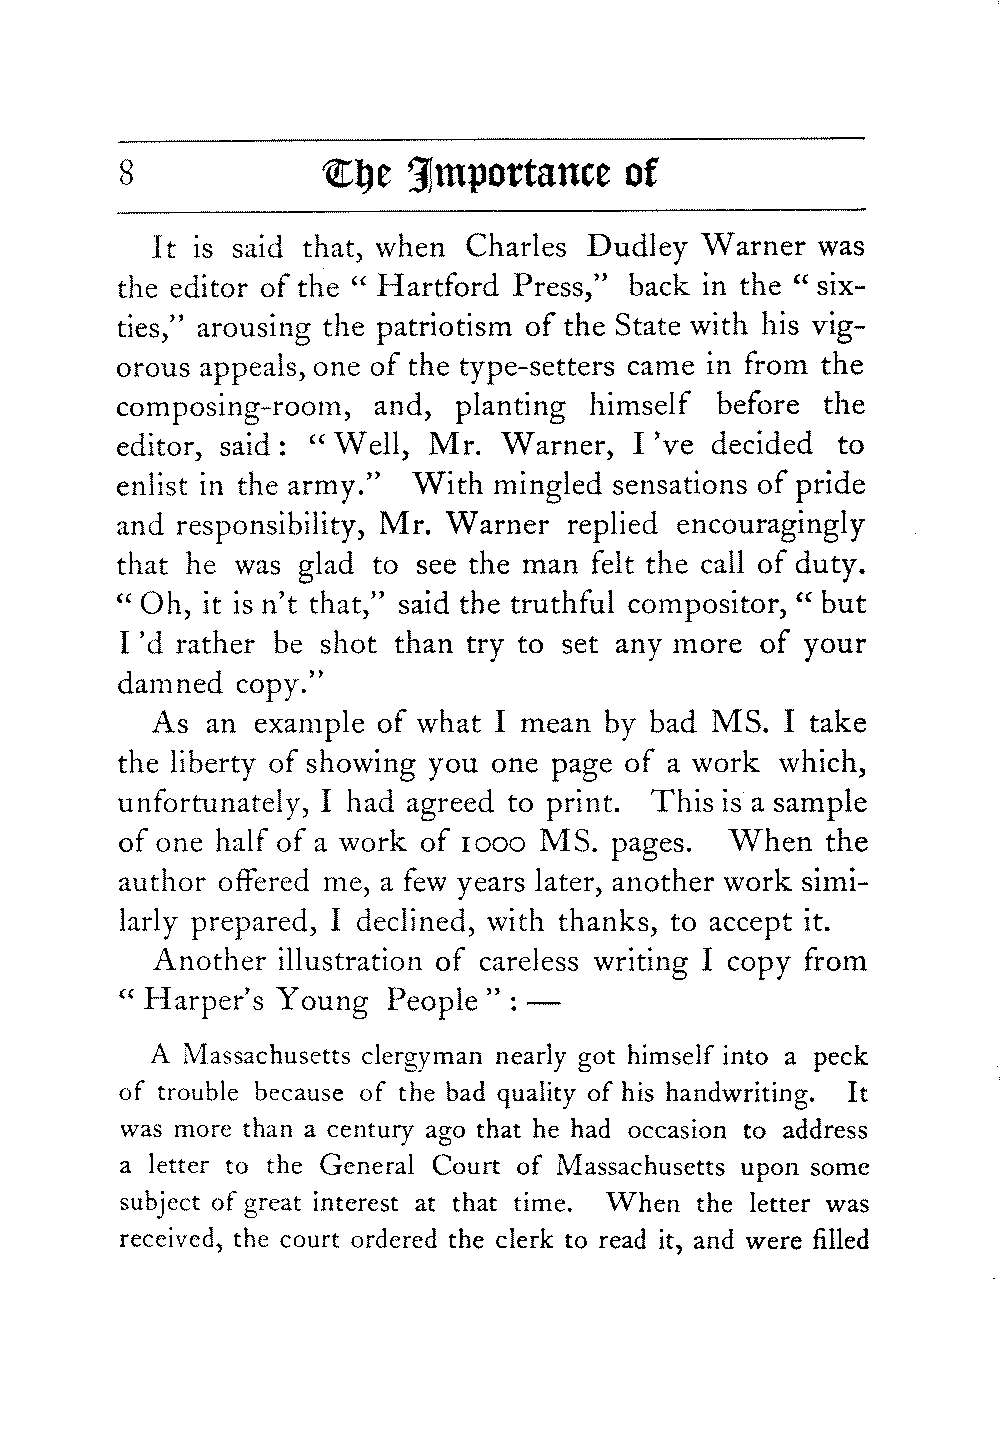 8 The Importance of
It is said that, when Charles Dudley Warner was
the editor of the “ Hartford Press,” back in the “ six-
ties,” arousing the patriotism of the State with his vig-
orous appeals, one of the type-setters came in from the
composing-room, and, planting himself before the
editor, said : “ Well, Mr. Warner, I ’ve decided to
enlist in the army.” With mingled sensations of pride
and responsibility, Mr. Warner replied encouragingly
that he was glad to see the man felt the call of duty.
“ Oh, it is n’t that,” said the truthful compositor, “ but
I ’d rather be shot than try to set any more of your
damned copy.”
As an example of what I mean by bad MS. I take
the liberty of showing you one page of a work which,
unfortunately, I had agreed to print. This is a sample
of one half of a work of 1000 MS. pages. When the
author offered me, a few years later, another work simi-
larly prepared, I declined, with thanks, to accept it.
Another illustration of careless writing I copy from
“ Harper’s Young People ” : —
A Massachusetts clergyman nearly got himself into a peck
of trouble because of the bad quality of his handwriting. It
was more than a century ago that he had occasion to address
a letter to the General Court of Massachusetts upon some
subject of great interest at that time. When the letter was
received, the court ordered the clerk to read it, and were filled